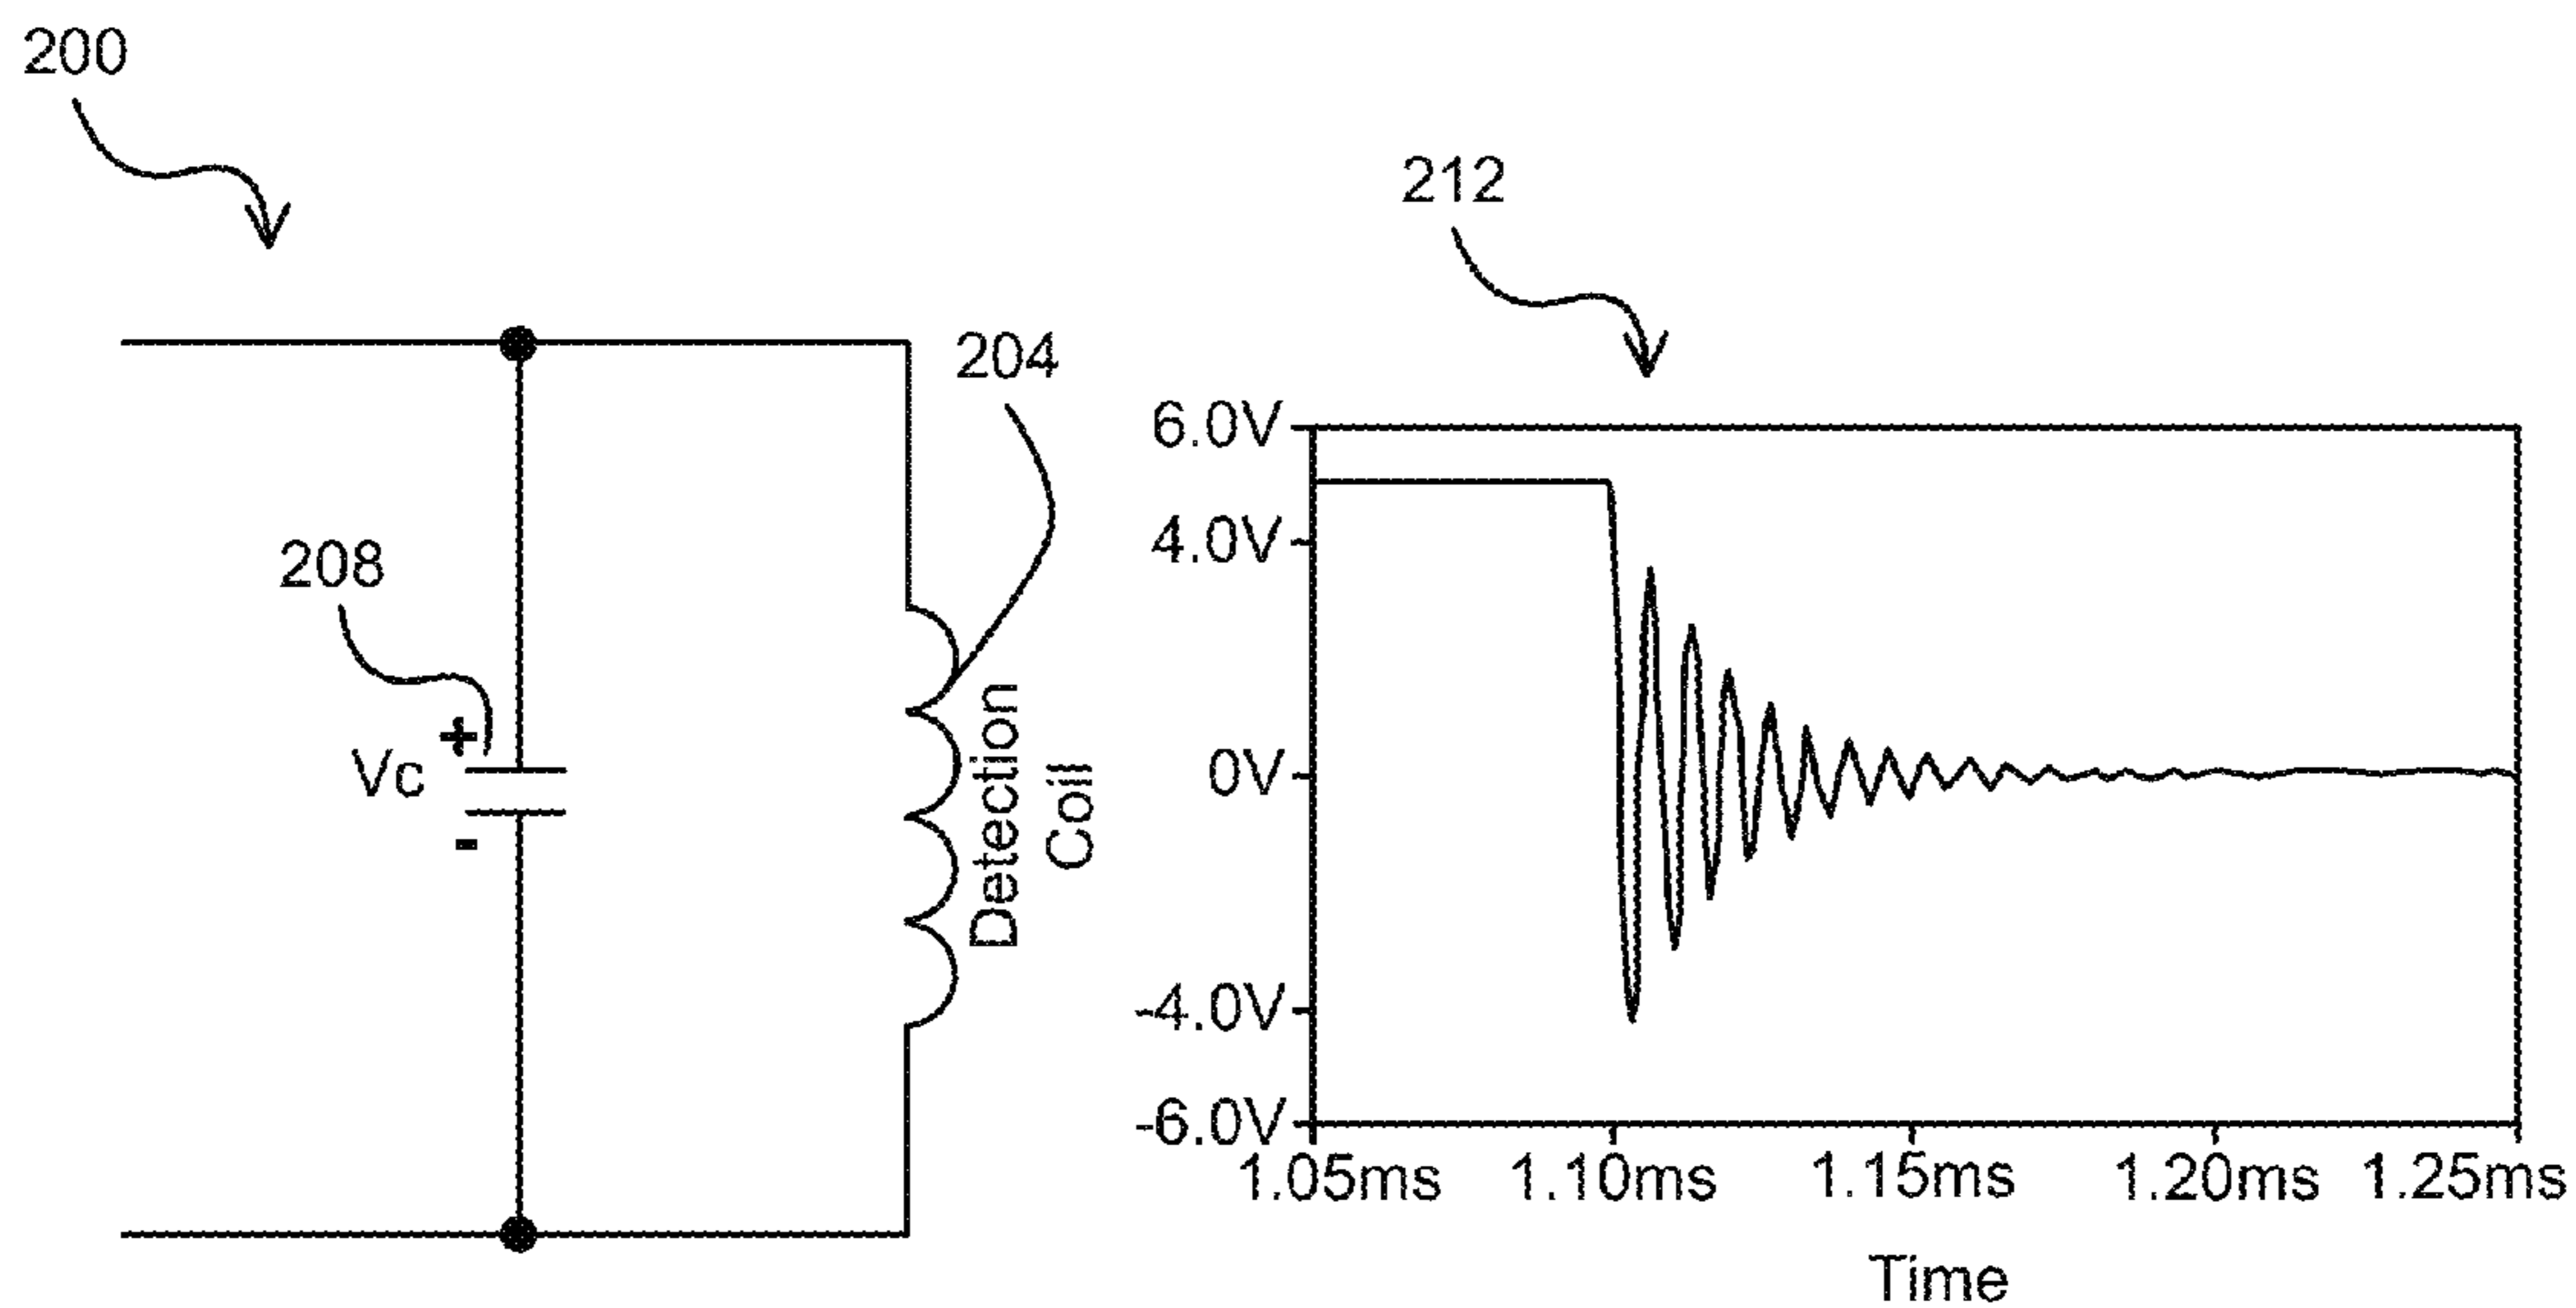 200
212
204
208
Vc
+
-
Detection
Coil
6.0V
4.0V
0V
-4.0V
-6.0V
1.05ms 1.10ms 1.15ms 1.20ms 1.25ms
Time